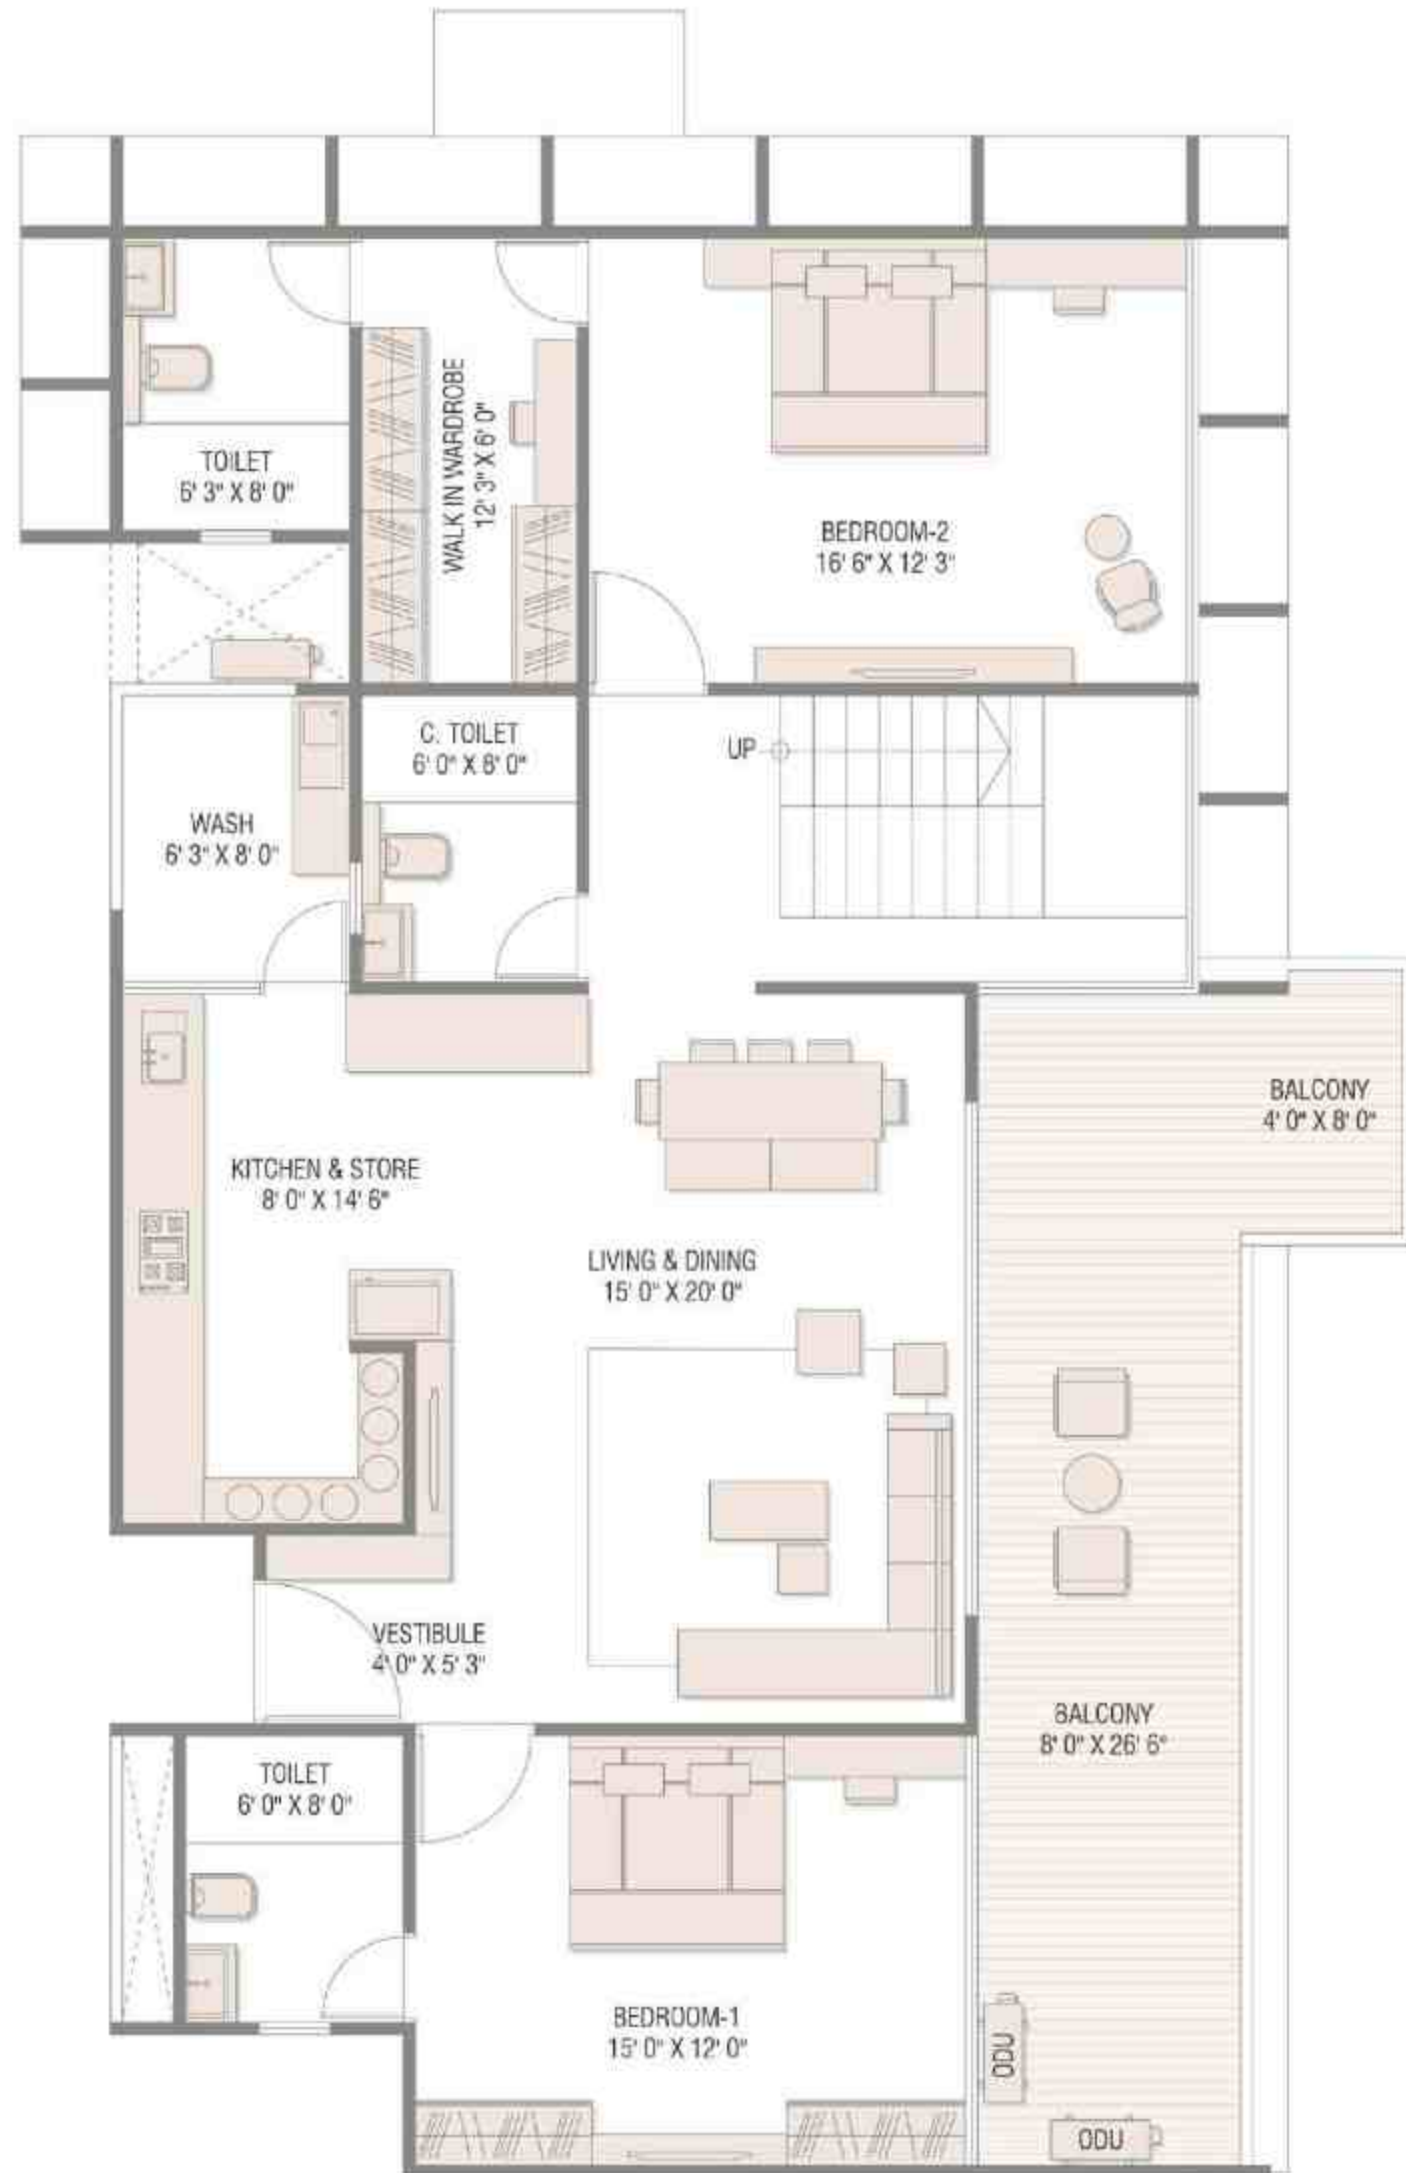 TOILET
6' 3" X 8' 0"
WALK IN WARDROBE
12' 3" X 6' 0"
BEDROOM-2
16' 6" X 12' 3"
C. TOILET
6' 0" X 8' 0"
UP
WASH
6' 3" X 8' 0"
BALCONY
4' 0" X 8' 0"
KITCHEN & STORE
8' 0" X 14' 6"
LIVING & DINING
15' 0" X 20' 0"
VESTIBULE
4' 0" X 5' 3"
BALCONY
8' 0" X 26' 6"
TOILET
6' 0" X 8' 0"
BEDROOM-1
15' 0" X 12' 0"
ODU
ODU